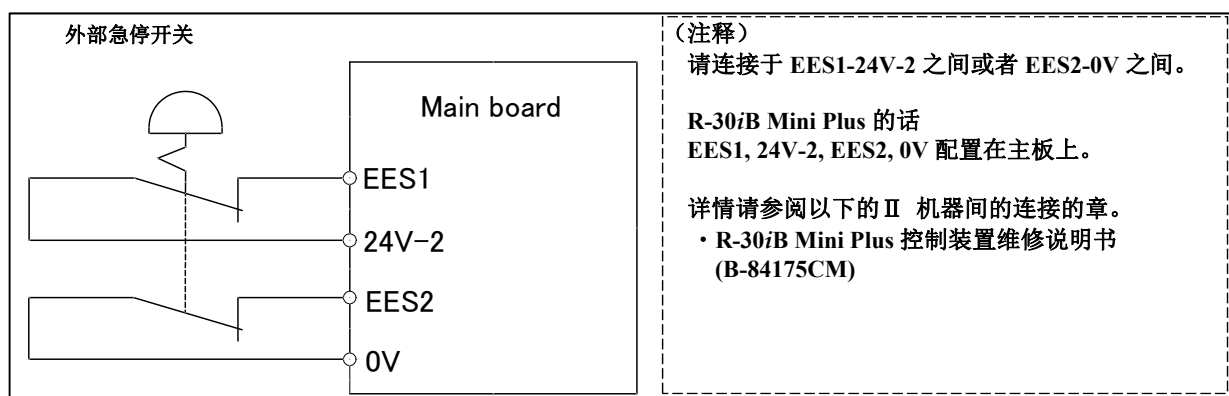 外部急停开关
Main board
EES1
24V-2
EES2
0V
(注释)
请连接于 EES1-24V-2 之间或者 EES2-0V 之间。
R-30iB Mini Plus 的话
EES1, 24V-2, EES2, 0V 配置在主板上。
详情请参阅以下的Ⅱ 机器间的连接的章。
・R-30iB Mini Plus 控制装置维修说明书
(B-84175CM)